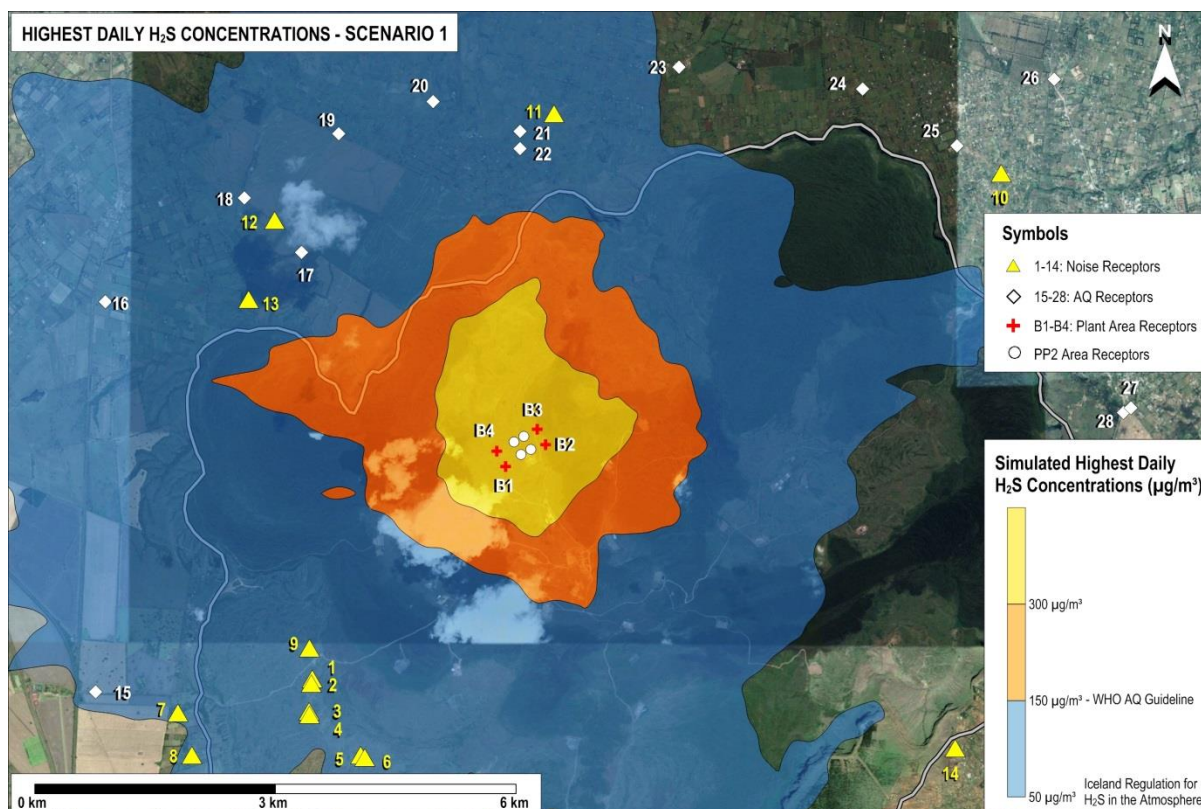 HIGHEST DAILY H₂S CONCENTRATIONS - SCENARIO 1
N
23
26
24
20
11
21
19
22
25
10
18
12
17
13
16
Symbols
1-14: Noise Receptors
15-28: AQ Receptors
B1-B4: Plant Area Receptors
PP2 Area Receptors
27
28
B3
B4
B2
B1
Simulated Highest Daily
H₂S Concentrations (µg/m³)
300 µg/m³
150 µg/m³ - WHO AQ Guideline
50 µg/m³
Iceland Regulation for
H₂S in the Atmosphere
9
1
2
15
7
3
4
8
5
6
14
0 km
3 km
6 km